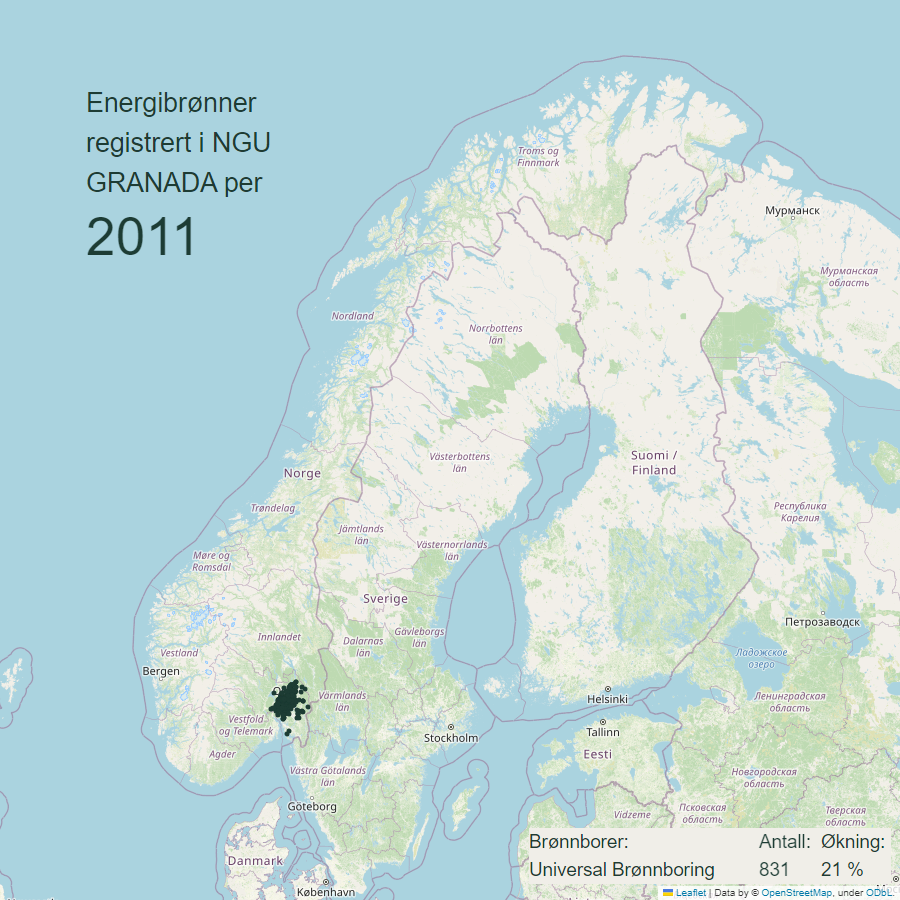 Energibrønner
registrert i NGU
GRANADA per
2011
Troms og
Finnmark
Мурманск
Мурманская
область
Nordland
Norrbottens
län
Västerbottens
län
Suomi /
Finland
Norge
Trøndelag
Республика
Карелия
Jämtlands
län
Västernorrlands
län
Møre og
Romsdal
Sverige
Петрозаводск
Innlandet
Gävleborgs
län
Dalarnas
län
Vestland
Ладожское
озеро
Bergen
Värmlands
län
Helsinki
Ленинградская
область
Vestfold
og Telemark
Stockholm
Tallinn
Eesti
Agder
Västra Götalands
län
Новгородская
область
Göteborg
Vidzeme
Псковская
область
Тверская
область
Danmark
København
Brønnborer: Antall: Økning:
Universal Brønnboring 831 21 %
Leaflet | Data by © OpenStreetMap, under ODbL.